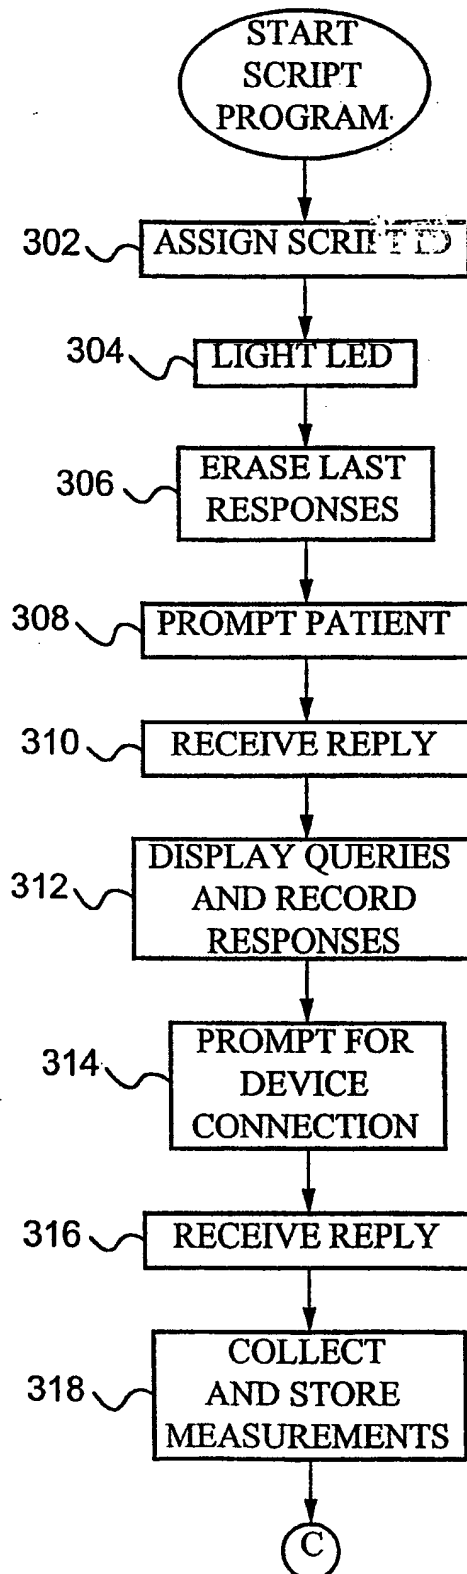 START
SCRIPT
PROGRAM
302
ASSIGN SCRIPT ID
304
LIGHT LED
306
ERASE LAST
RESPONSES
308
PROMPT PATIENT
310
RECEIVE REPLY
312
DISPLAY QUERIES
AND RECORD
RESPONSES
314
PROMPT FOR
DEVICE
CONNECTION
316
RECEIVE REPLY
318
COLLECT
AND STORE
MEASUREMENTS
C